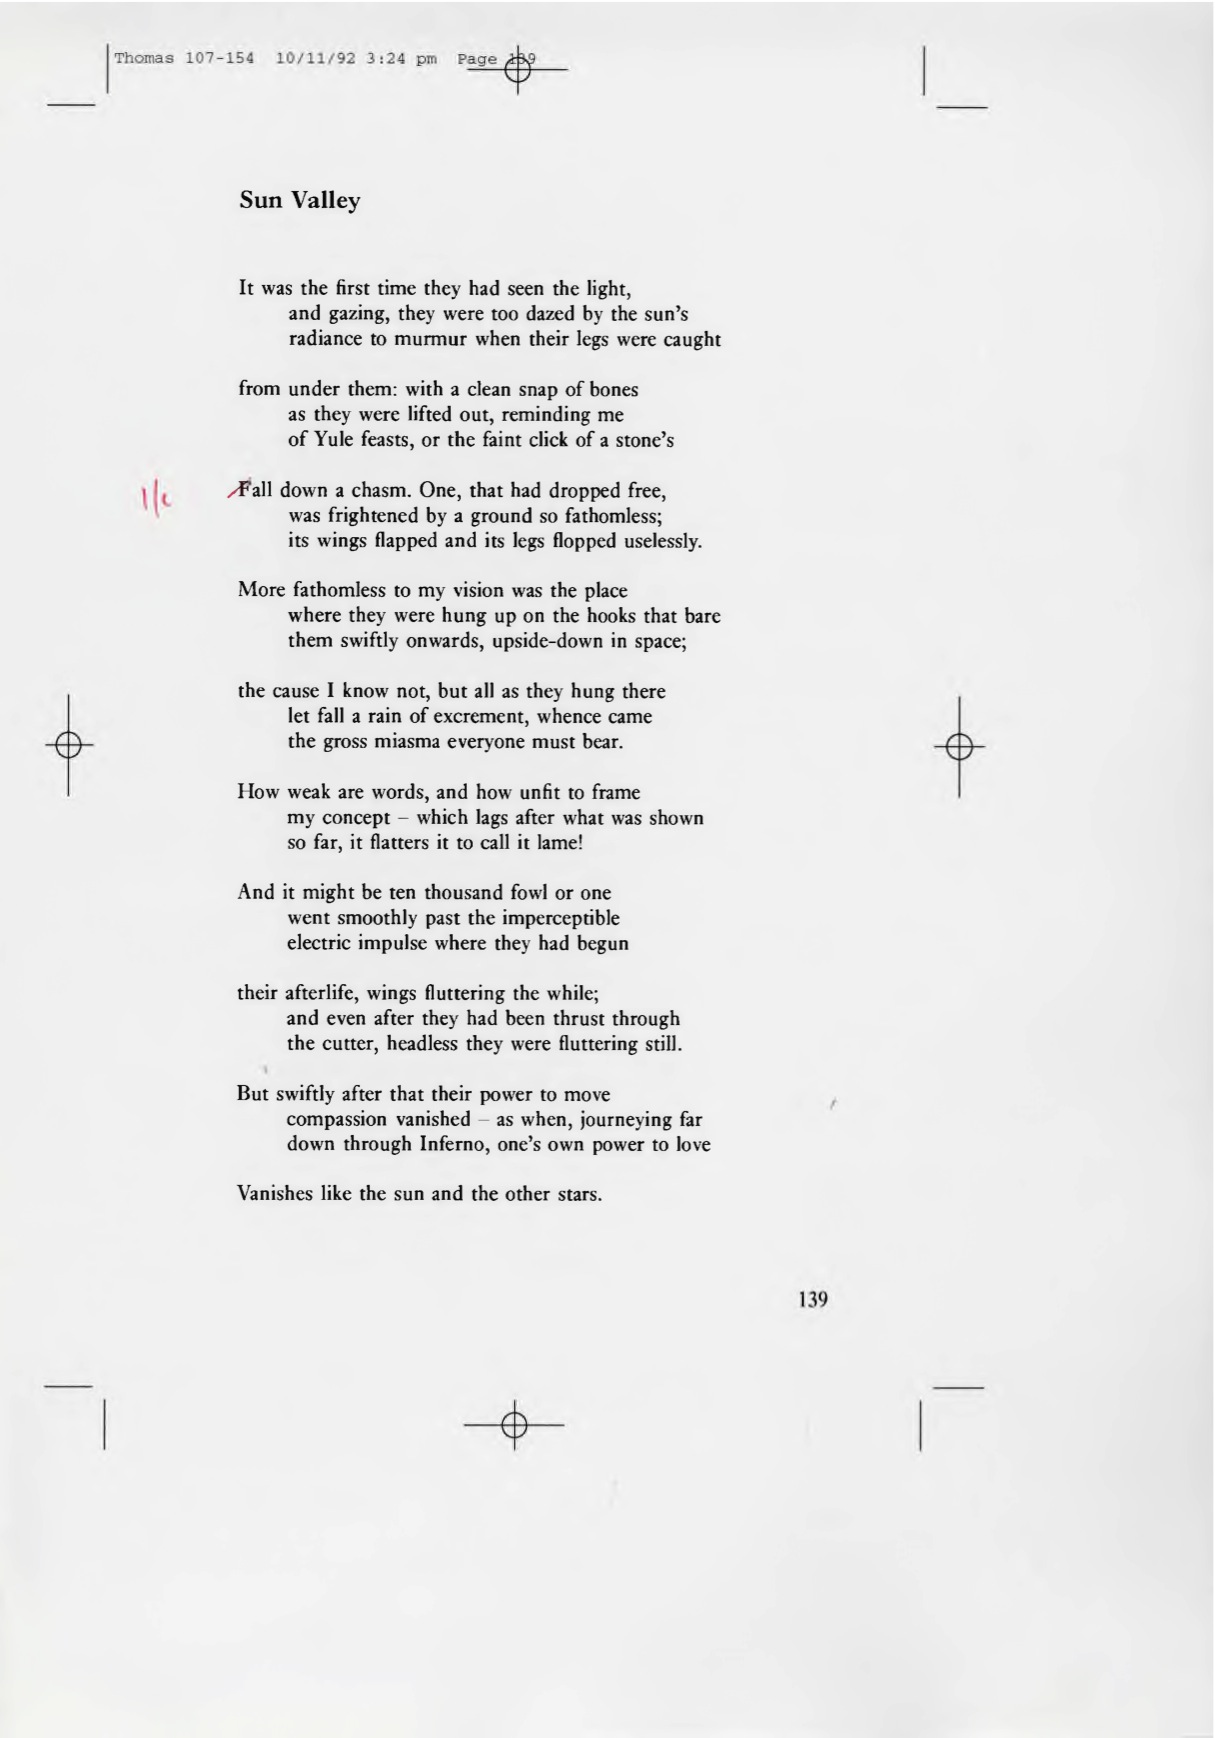 Thomas 107-154 10/11/92 3:24 pm Page 139
Sun Valley
It was the first time they had seen the light,
and gazing, they were too dazed by the sun's
radiance to murmur when their legs were caught
from under them: with a clean snap of bones
as they were lifted out, reminding me
of Yule feasts, or the faint click of a stone's
l/c
Fall down a chasm. One, that had dropped free,
was frightened by a ground so fathomless;
its wings flapped and its legs flopped uselessly.
More fathomless to my vision was the place
where they were hung up on the hooks that bare
them swiftly onwards, upside-down in space;
the cause I know not, but all as they hung there
let fall a rain of excrement, whence came
the gross miasma everyone must bear.
How weak are words, and how unfit to frame
my concept – which lags after what was shown
so far, it flatters it to call it lame!
And it might be ten thousand fowl or one
went smoothly past the imperceptible
electric impulse where they had begun
their afterlife, wings fluttering the while;
and even after they had been thrust through
the cutter, headless they were fluttering still.
But swiftly after that their power to move
compassion vanished – as when, journeying far
down through Inferno, one's own power to love
Vanishes like the sun and the other stars.
139